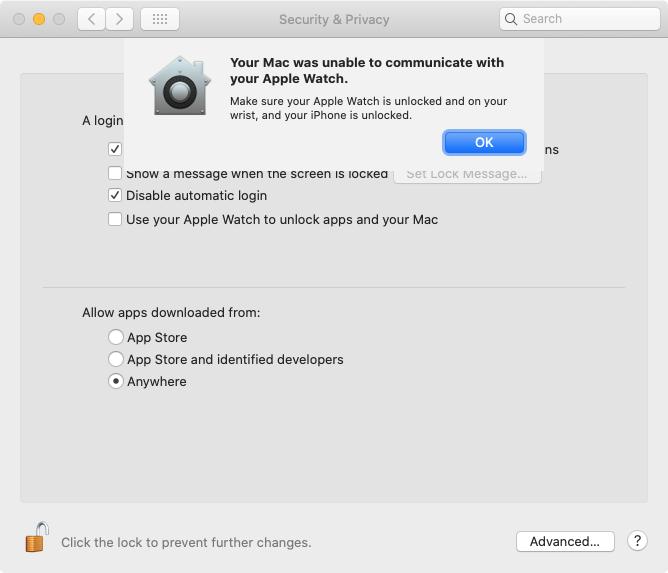 Security & Privacy
Search
Your Mac was unable to communicate with
your Apple Watch.
Make sure your Apple Watch is unlocked and on your
wrist, and your iPhone is unlocked.
OK
A login
ns
Show a message when the screen is locked
Set Lock Message...
Disable automatic login
Use your Apple Watch to unlock apps and your Mac
Allow apps downloaded from:
App Store
App Store and identified developers
Anywhere
Click the lock to prevent further changes.
Advanced...
?